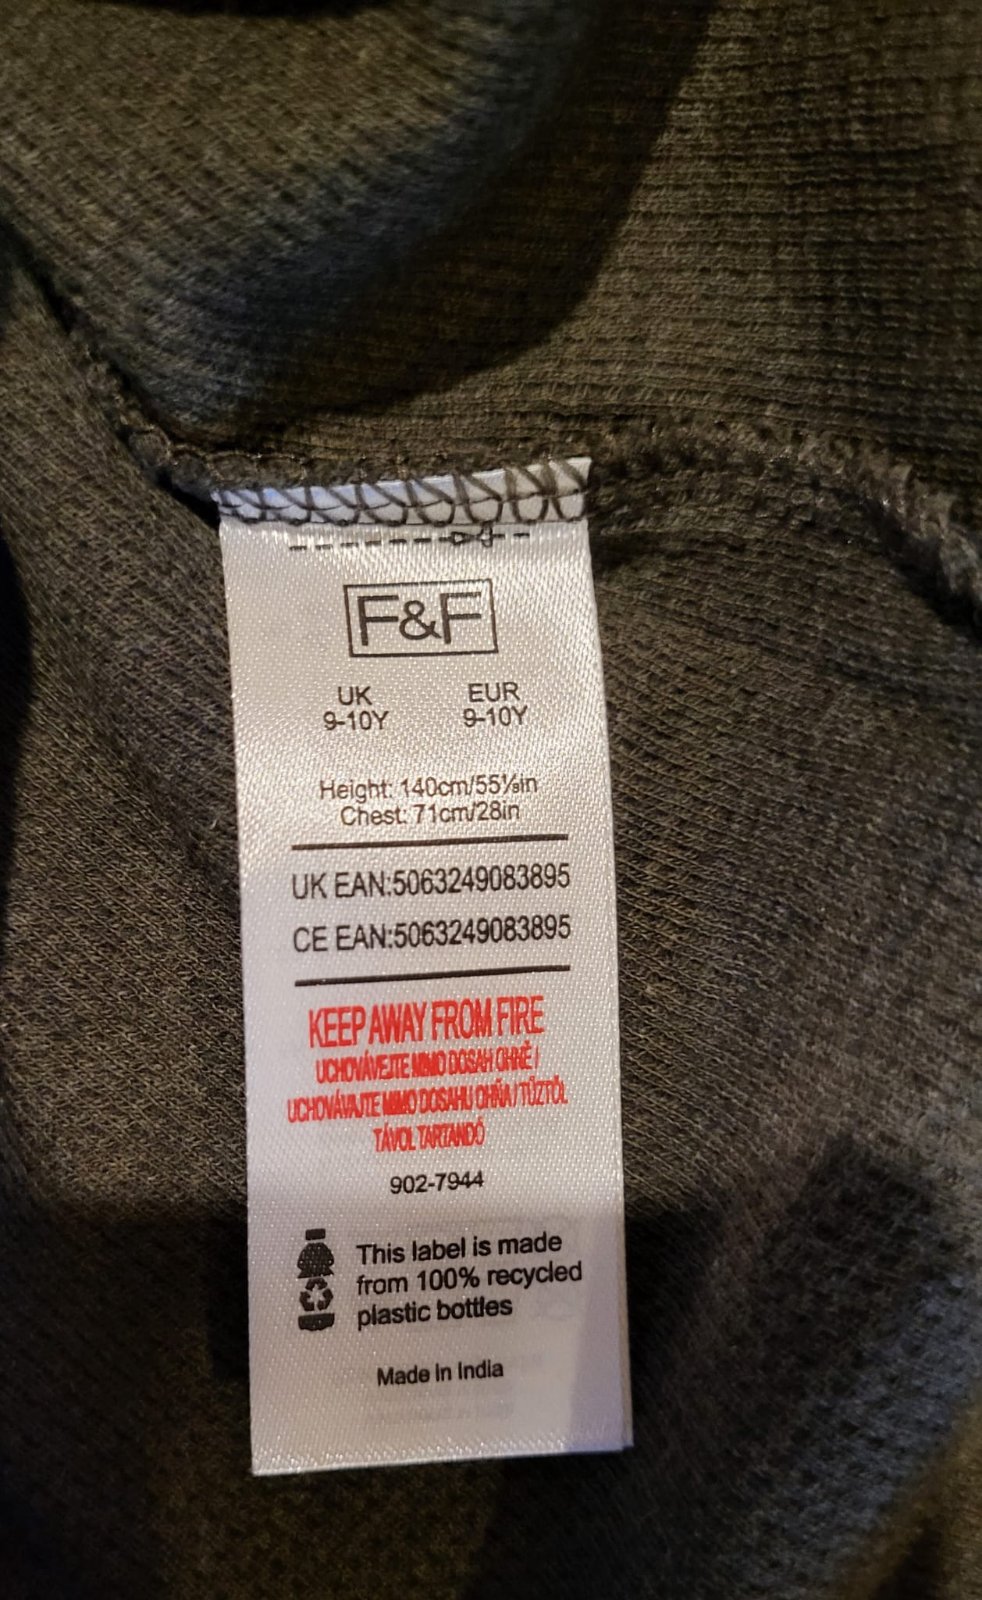 F&F
UK EUR
9-10Y 9-10Y
Height: 140cm/55⅛in
Chest: 71cm/28in
UK EAN:5063249083895
CE EAN:5063249083895
KEEP AWAY FROM FIRE
UCHOVÁVEJTE MIMO DOSAH OHNĚ /
UCHOVÁVAJTE MIMO DOSAHU OHŇA / TŰZTŐL
TÁVOL TARTANDÓ
902-7944
This label is made
from 100% recycled
plastic bottles
Made in India